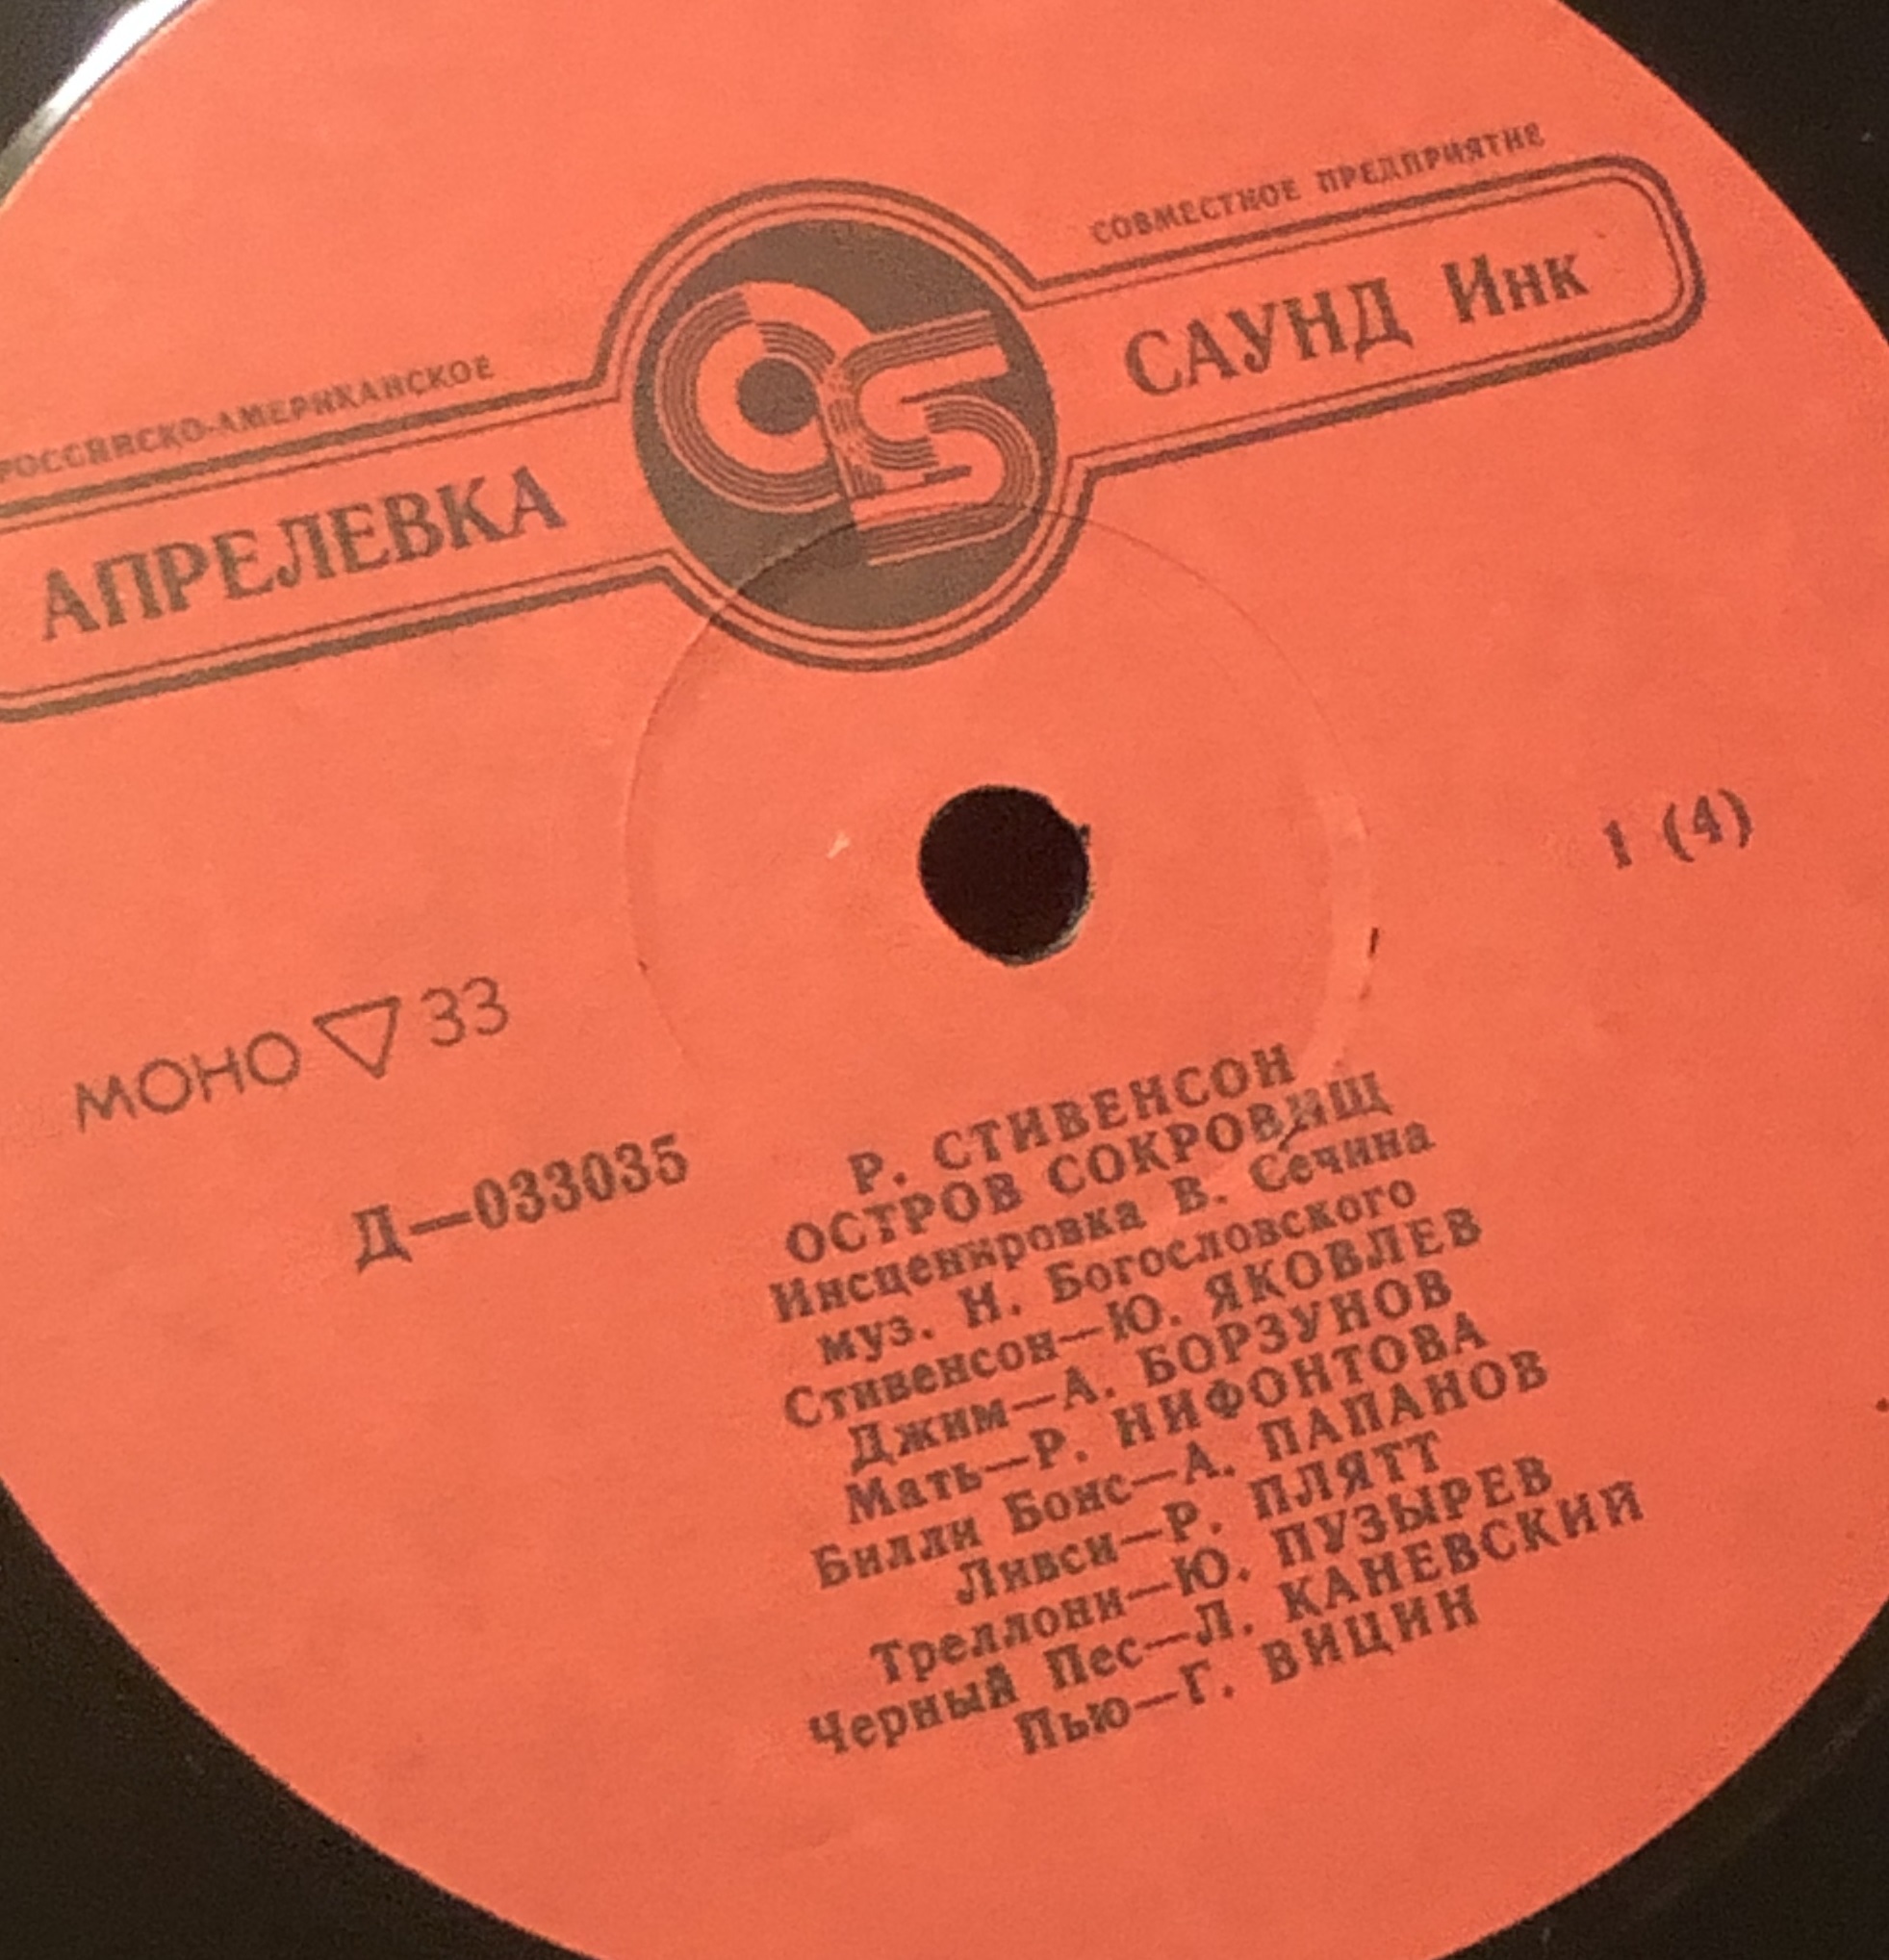 РОССИЙСКО-АМЕРИКАНСКОЕ СОВМЕСТНОЕ ПРЕДПРИЯТИЕ
АПРЕЛЕВКА САУНД Инк
1 (4)
МОНО 33
Д—033035
Р. СТИВЕНСОН
ОСТРОВ СОКРОВИЩ
Инсценировка В. Сечина
муз. Н. Богословского
Стивенсон—Ю. ЯКОВЛЕВ
Джим—А. БОРЗУНОВ
Мать—Р. НИФОНТОВА
Билли Бонс—А. ПАПАНОВ
Ливси—Р. ПЛЯТТ
Треллони—Ю. ПУЗЫРЕВ
Черный Пес—Л. КАНЕВСКИЙ
Пью—Г. ВИЦИН